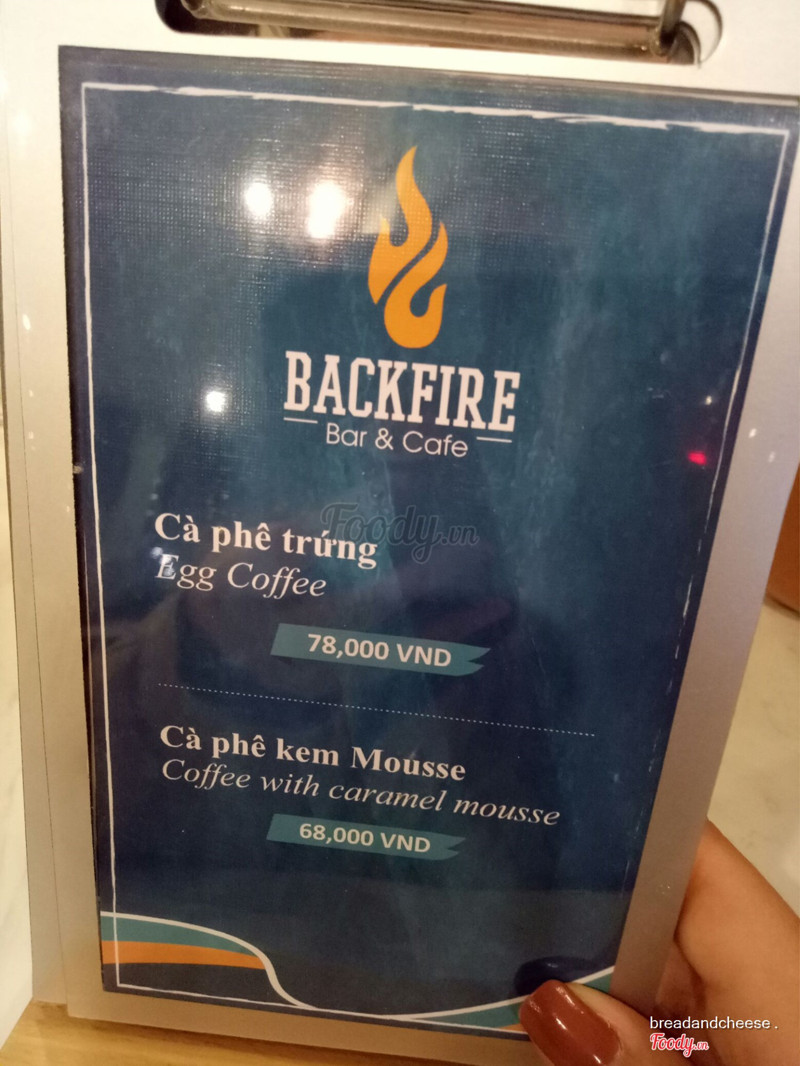 BACKFIRE
Bar & Cafe
Foody.vn
Cà phê trứng
Egg Coffee
78,000 VND
Cà phê kem Mousse
Coffee with caramel mousse
68,000 VND
breadandcheese .
Foody.vn